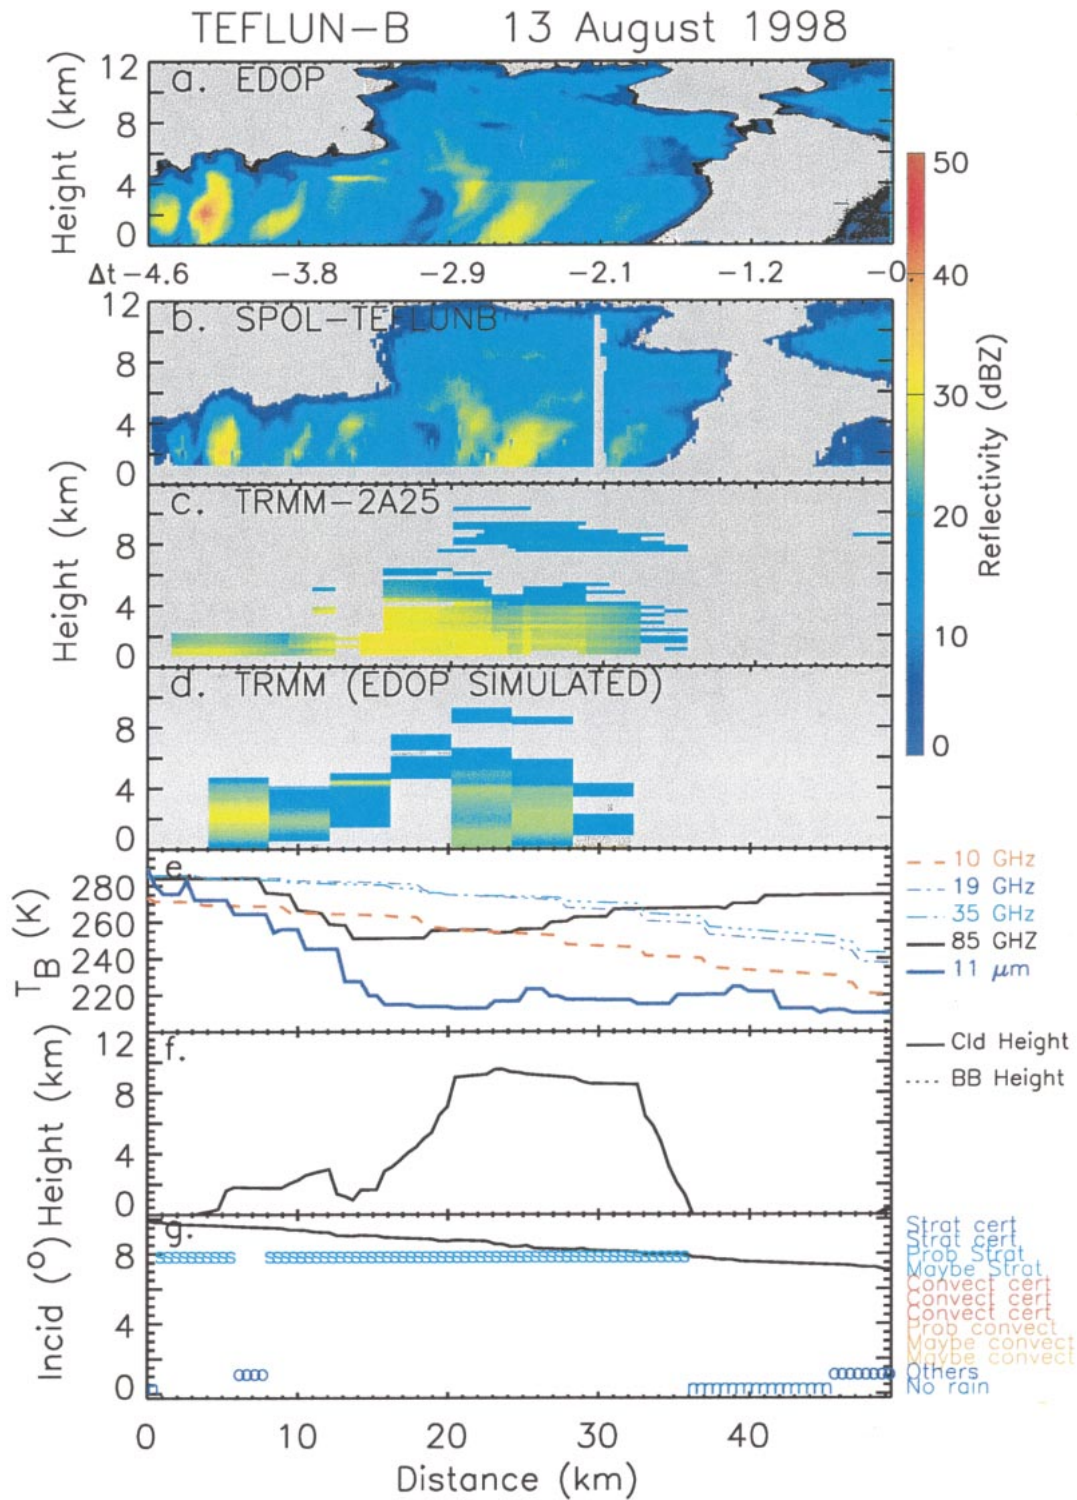 TEFLUN-B 13 August 1998
a. EDOP
Height (km)
12
8
4
0
Δt -4.6 -3.8 -2.9 -2.1 -1.2 -0.
b. SPOL-TEFLUNB
12
8
4
0
Height (km)
c. TRMM-2A25
8
4
0
d. TRMM (EDOP SIMULATED)
8
4
0
50
40
30
20
10
0
Reflectivity (dBZ)
e.
T_B (K)
280
260
240
220
10 GHz
19 GHz
35 GHz
85 GHZ
11 μm
f.
Height (km)
12
8
4
0
Cld Height
BB Height
g.
Incid (°)
8
4
0
Strat cert
Strat cert
Prob Strat
Maybe Strat
Convect cert
Convect cert
Convect cert
Prob convect
Maybe convect
Maybe convect
Others
No rain
0 10 20 30 40
Distance (km)